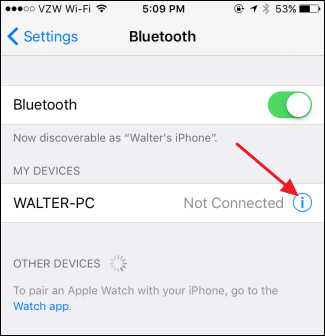 VZW Wi-Fi 5:09 PM 53%
Settings Bluetooth
Bluetooth
Now discoverable as “Walter's iPhone”.
MY DEVICES
WALTER-PC Not Connected i
OTHER DEVICES
To pair an Apple Watch with your iPhone, go to the
Watch app.